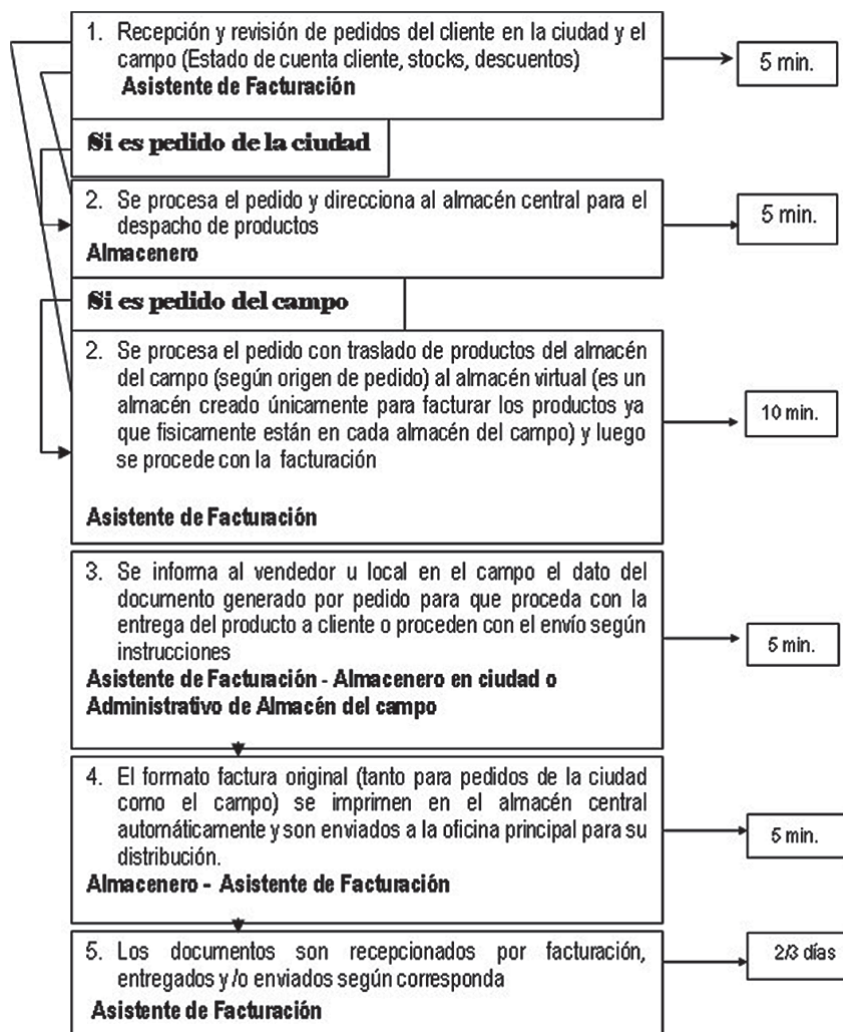 1. Recepción y revisión de pedidos del cliente en la ciudad y el
campo (Estado de cuenta cliente, stocks, descuentos)
Asistente de Facturación
5 min.
Si es pedido de la ciudad
2. Se procesa el pedido y direcciona al almacén central para el
despacho de productos
Almacenero
5 min.
Si es pedido del campo
2. Se procesa el pedido con traslado de productos del almacén
del campo (según origen de pedido) al almacén virtual (es un
almacén creado únicamente para facturar los productos ya
que fisicamente están en cada almacén del campo) y luego
se procede con la facturación
Asistente de Facturación
10 min.
3. Se informa al vendedor u local en el campo el dato del
documento generado por pedido para que proceda con la
entrega del producto a cliente o proceden con el envío según
instrucciones
Asistente de Facturación - Almacenero en ciudad o
Administrativo de Almacén del campo
5 min.
4. El formato factura original (tanto para pedidos de la ciudad
como el campo) se imprimen en el almacén central
automáticamente y son enviados a la oficina principal para su
distribución.
Almacenero - Asistente de Facturación
5 min.
5. Los documentos son recepcionados por facturación,
entregados y /o enviados según corresponda
Asistente de Facturación
2/3 días